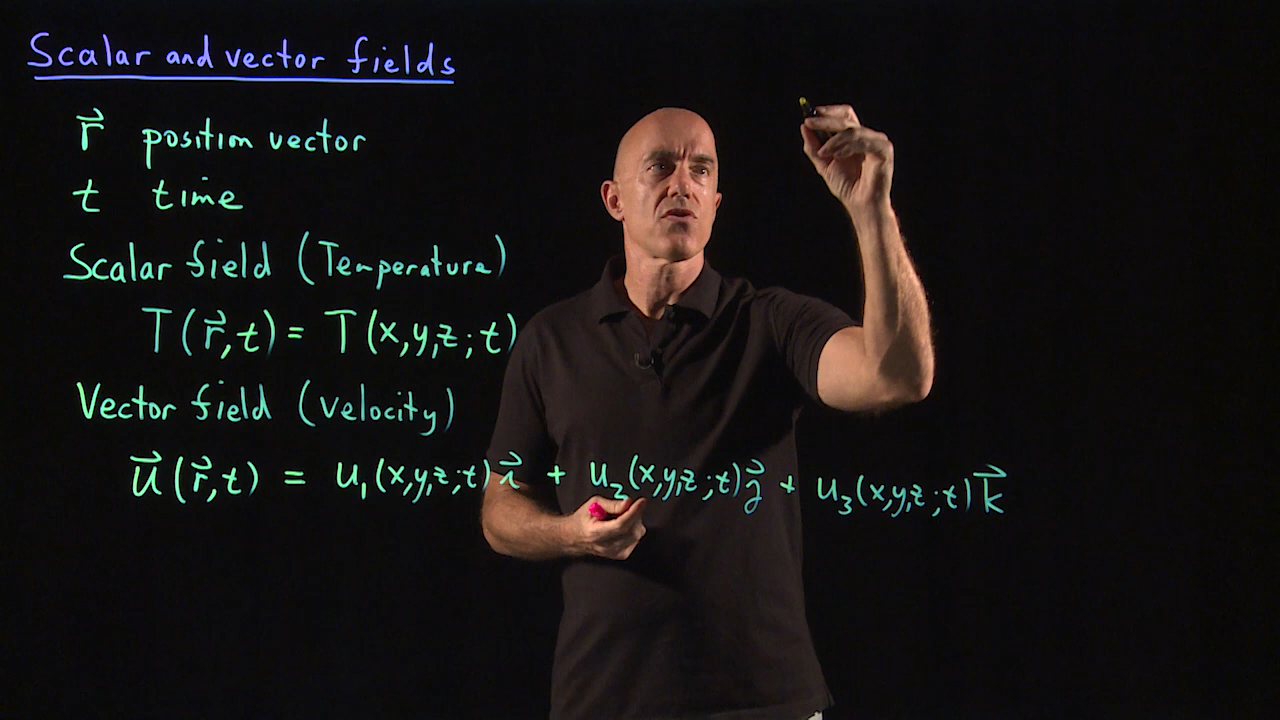 Scalar and vector fields
r⃗ position vector
t time
Scalar field (Temperature)
T(r⃗,t) = T(x,y,z;t)
Vector field (velocity)
u⃗(r⃗,t) = u₁(x,y,z;t)i⃗ + u₂(x,y,z;t)j⃗ + u₃(x,y,z;t)k⃗